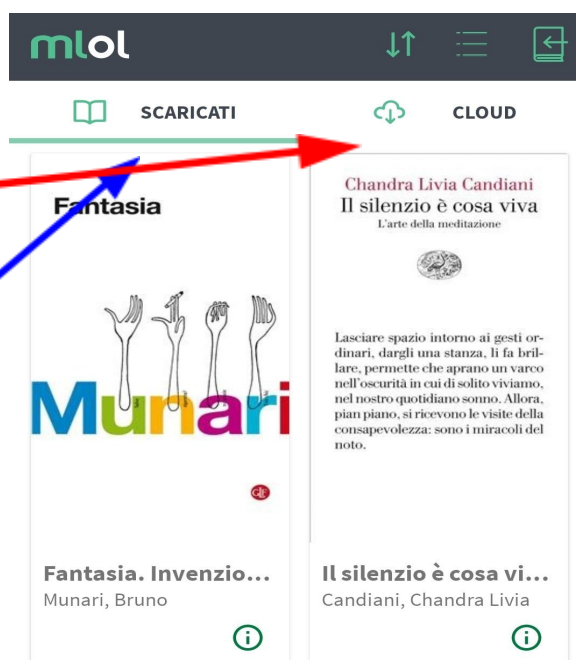 mlol
SCARICATI
CLOUD
Fantasia
Munari
Chandra Livia Candiani
Il silenzio è cosa viva
L'arte della meditazione
Lasciare spazio intorno ai gesti or-
dinari, dargli una stanza, li fa bril-
lare, permette che aprano un varco
nell'oscurità in cui di solito viviamo,
nel nostro quotidiano sonno. Allora,
pian piano, si ricevono le visite della
consapevolezza: sono i miracoli del
noto.
Fantasia. Invenzio...
Munari, Bruno
Il silenzio è cosa vi...
Candiani, Chandra Livia